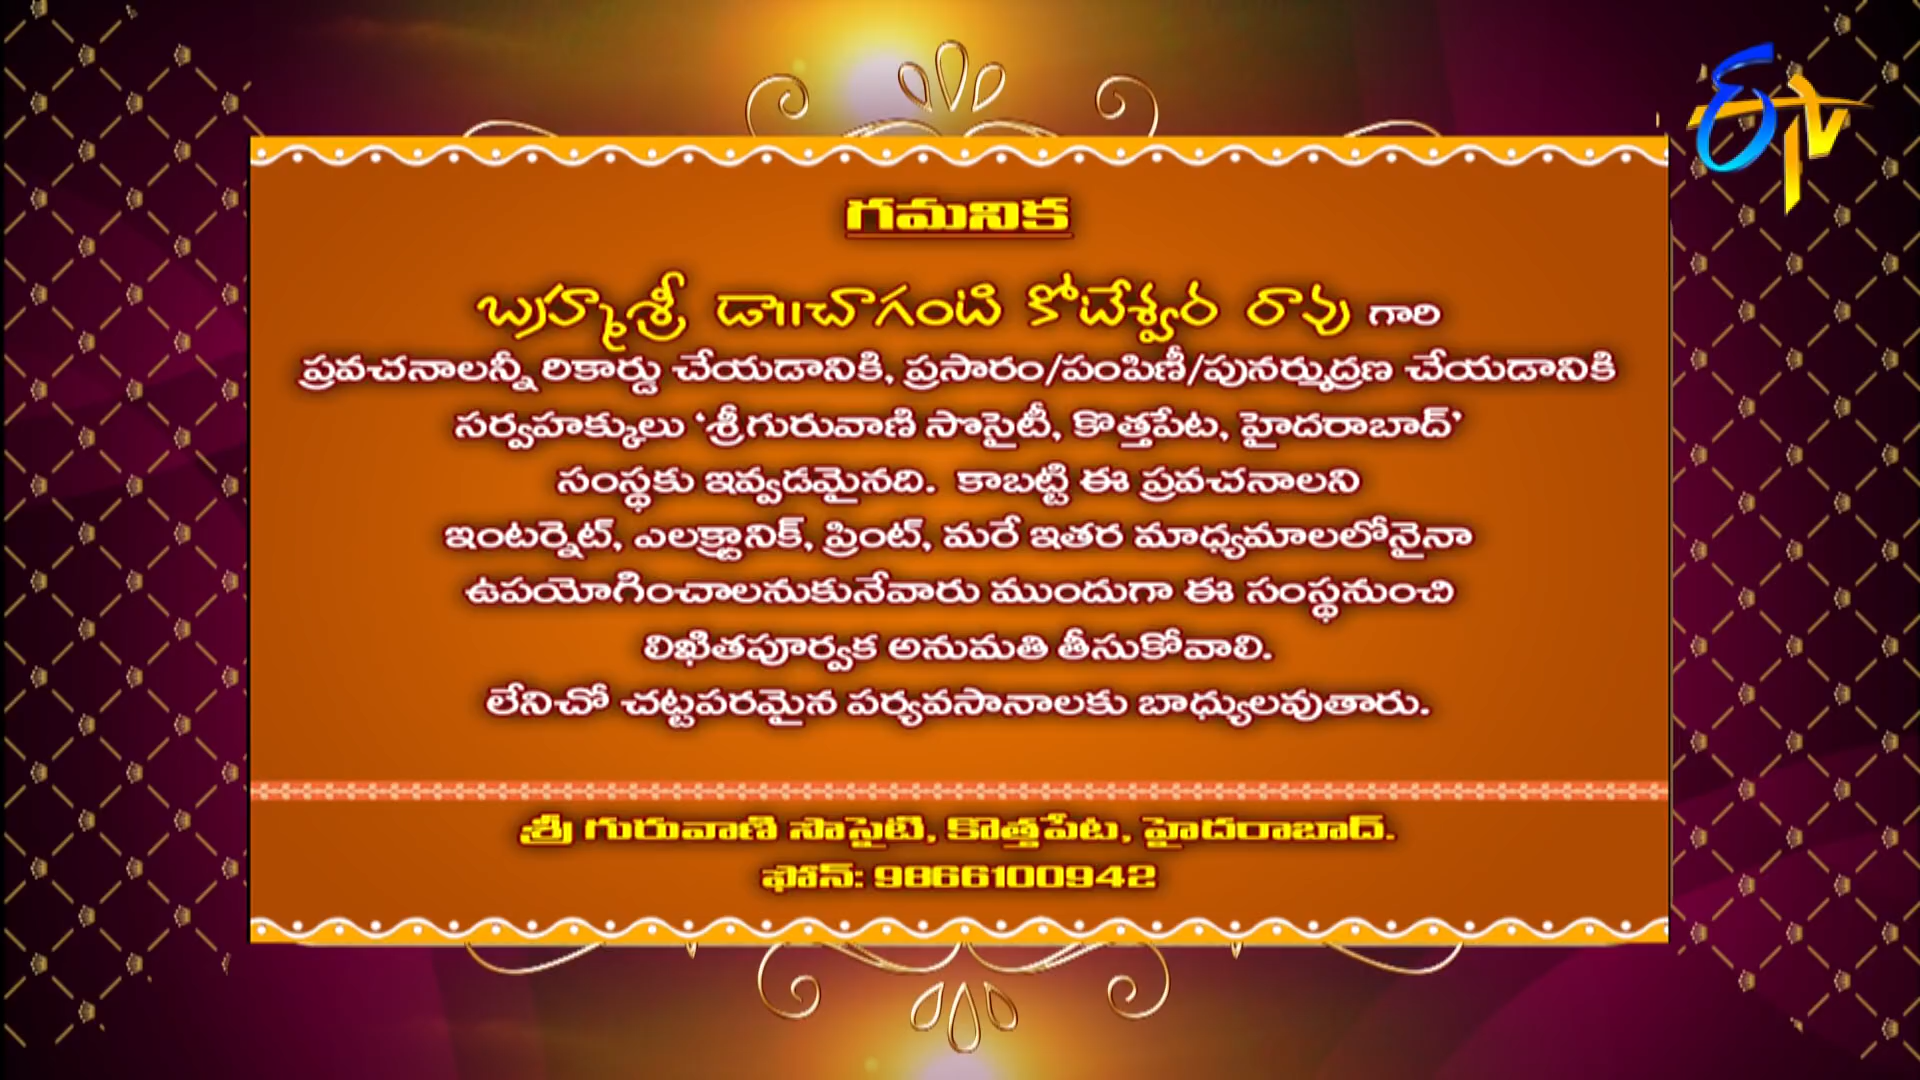 ఈTV
గమనిక
బ్రహ్మశ్రీ డా॥చాగంటి కోటేశ్వర రావు గారి
ప్రవచనాలన్నీ రికార్డు చేయడానికి, ప్రసారం/పంపిణీ/పునర్ముద్రణ చేయడానికి
సర్వహక్కులు ‘శ్రీగురువాణి సొసైటీ, కొత్తపేట, హైదరాబాద్’
సంస్థకు ఇవ్వడమైనది. కాబట్టి ఈ ప్రవచనాలని
ఇంటర్నెట్, ఎలక్ట్రానిక్, ప్రింట్, మరే ఇతర మాధ్యమాలలోనైనా
ఉపయోగించాలనుకునేవారు ముందుగా ఈ సంస్థనుంచి
లిఖితపూర్వక అనుమతి తీసుకోవాలి.
లేనిచో చట్టపరమైన పర్యవసానాలకు బాధ్యులవుతారు.
శ్రీ గురువాణి సొసైటి, కొత్తపేట, హైదరాబాద్.
ఫోన్: 9866100942